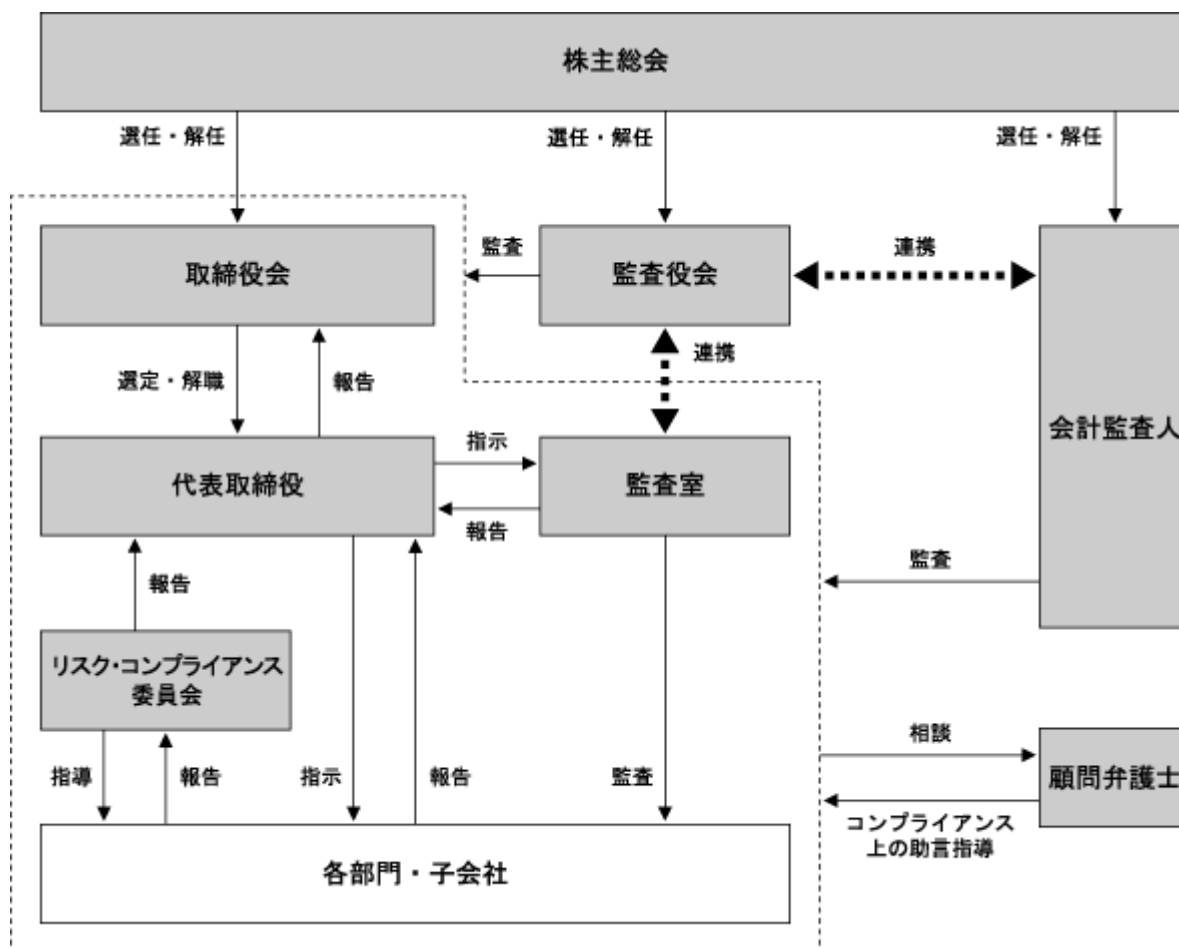 株主総会
選任・解任
選任・解任
選任・解任
取締役会
監査
監査役会
連携
会計監査人
選定・解職
報告
連携
代表取締役
指示
報告
監査室
報告
監査
リスク・コンプライアンス
委員会
指導
報告
指示
報告
監査
相談
顧問弁護士
コンプライアンス
上の助言指導
各部門・子会社